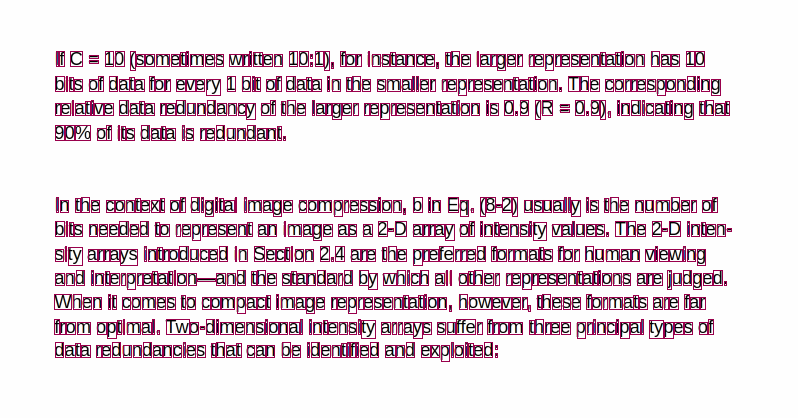 If C = 10 (sometimes written 10:1), for instance, the larger representation has 10
bits of data for every 1 bit of data in the smaller representation. The corresponding
relative data redundancy of the larger representation is 0.9 (R = 0.9), indicating that
90% of its data is redundant.
In the context of digital image compression, b in Eq. (8-2) usually is the number of
bits needed to represent an image as a 2-D array of intensity values. The 2-D inten-
sity arrays introduced in Section 2.4 are the preferred formats for human viewing
and interpretation—and the standard by which all other representations are judged.
When it comes to compact image representation, however, these formats are far
from optimal. Two-dimensional intensity arrays suffer from three principal types of
data redundancies that can be identified and exploited: